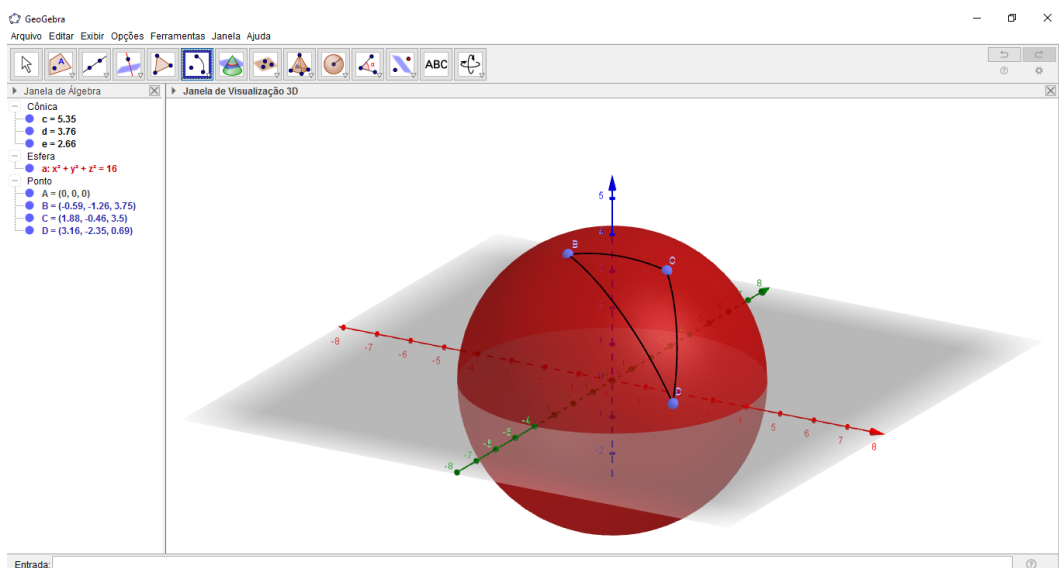 GeoGebra
Arquivo Editar Exibir Opções Ferramentas Janela Ajuda
A
α
ABC
Janela de Álgebra
Janela de Visualização 3D
Cônica
c = 5.35
d = 3.76
e = 2.66
Esfera
a: x² + y² + z² = 16
Ponto
A = (0, 0, 0)
B = (-0.59, -1.26, 3.75)
C = (1.88, -0.46, 3.5)
D = (3.16, -2.35, 0.69)
5
4
B
C
8
-8
-7
-6
-5
D
-4
-7
-8
5
6
7
8
Entrada: